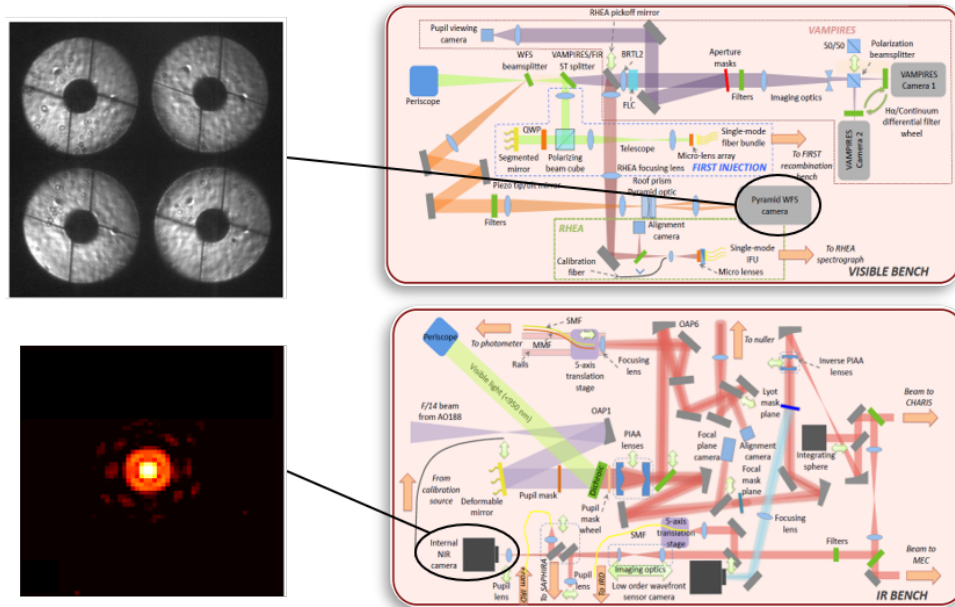 RHEA pickoff mirror
Pupil viewing
camera
WFS
beamsplitter
VAMPIRES/FIR
ST splitter
BRTL2
Aperture
masks
VAMPIRES
50/50
Polarization
beamsplitter
Periscope
FLC
Filters
Imaging optics
VAMPIRES
Camera 1
Hα/Continuum
differential filter
wheel
VAMPIRES
Camera 2
QWP
Segmented
mirror
Polarizing
beam cube
Telescope
Single-mode
fiber bundle
Micro-lens array
FIRST INJECTION
To FIRST
recombination
bench
RHEA focusing lens
Roof prism
Pyramid optic
Piezo tip/tilt mirror
Filters
Pyramid WFS
camera
RHEA
Alignment
camera
Calibration
fiber
Single-mode
IFU
Micro lenses
To RHEA
spectrograph
VISIBLE BENCH
Periscope
To photometer
SMF
MMF
Rails
5-axis
translation
stage
Focusing
lens
OAP6
To nuller
Inverse PIAA
lenses
Visible light (<950 nm)
F/14 beam
from AO188
OAP1
PIAA
lenses
Lyot
mask
plane
Beam to
CHARIS
Focal
plane
camera
Alignment
camera
Integrating
sphere
Focal
mask
plane
From
calibration
source
Deformable
mirror
Pupil mask
Dichroic
Pupil
mask
wheel
Focusing
lens
Internal
NIR
camera
SMF
5-axis
translation
stage
Filters
Pupil
lens
From IRD
To SAPHIRA
Pupil
lens
To IRD
Imaging optics
Low order wavefront
sensor camera
Beam to
MEC
IR BENCH